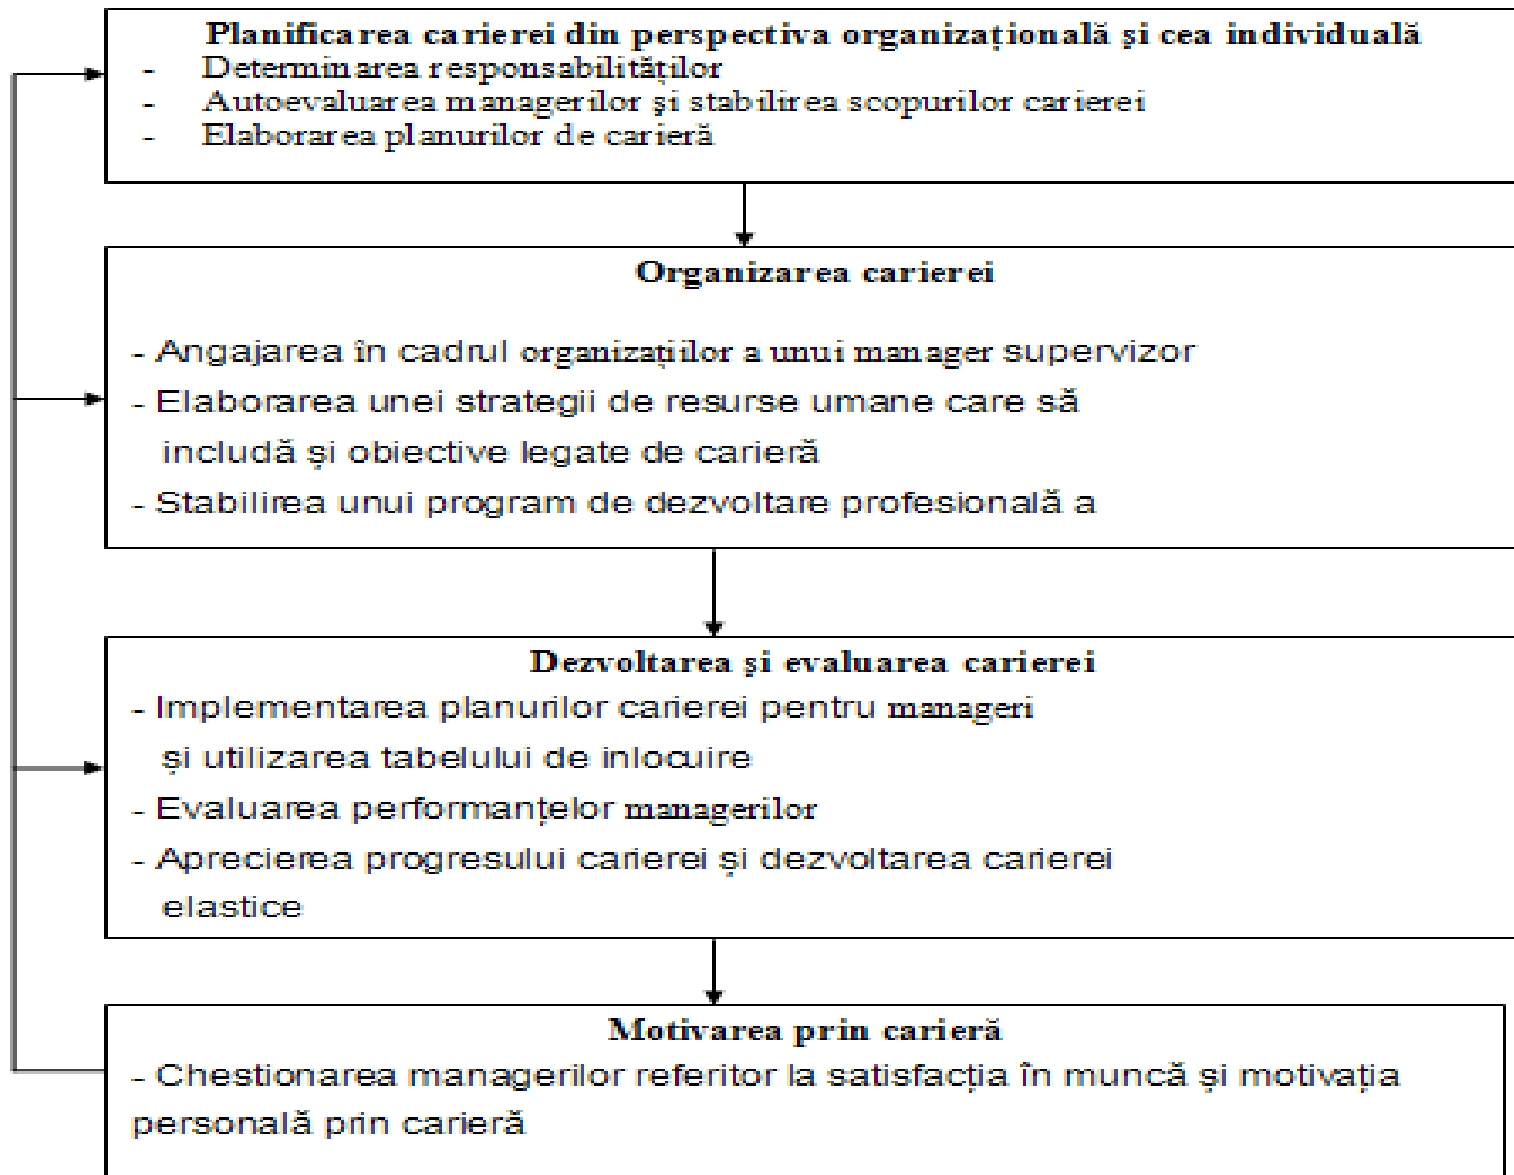 Planificarea carierei din perspectiva organizațională și cea individuală
- Determinarea responsabilităților
- Autoevaluarea managerilor și stabilirea scopurilor carierei
- Elaborarea planurilor de carieră
Organizarea carierei
- Angajarea în cadrul organizațiilor a unui manager supervizor
- Elaborarea unei strategii de resurse umane care să
includă și obiective legate de carieră
- Stabilirea unui program de dezvoltare profesională a
Dezvoltarea și evaluarea carierei
- Implementarea planurilor carierei pentru manageri
și utilizarea tabelului de inlocuire
- Evaluarea performanțelor managerilor
- Aprecierea progresului carierei și dezvoltarea carierei
elastice
Motivarea prin carieră
- Chestionarea managerilor referitor la satisfacția în muncă și motivația
personală prin carieră